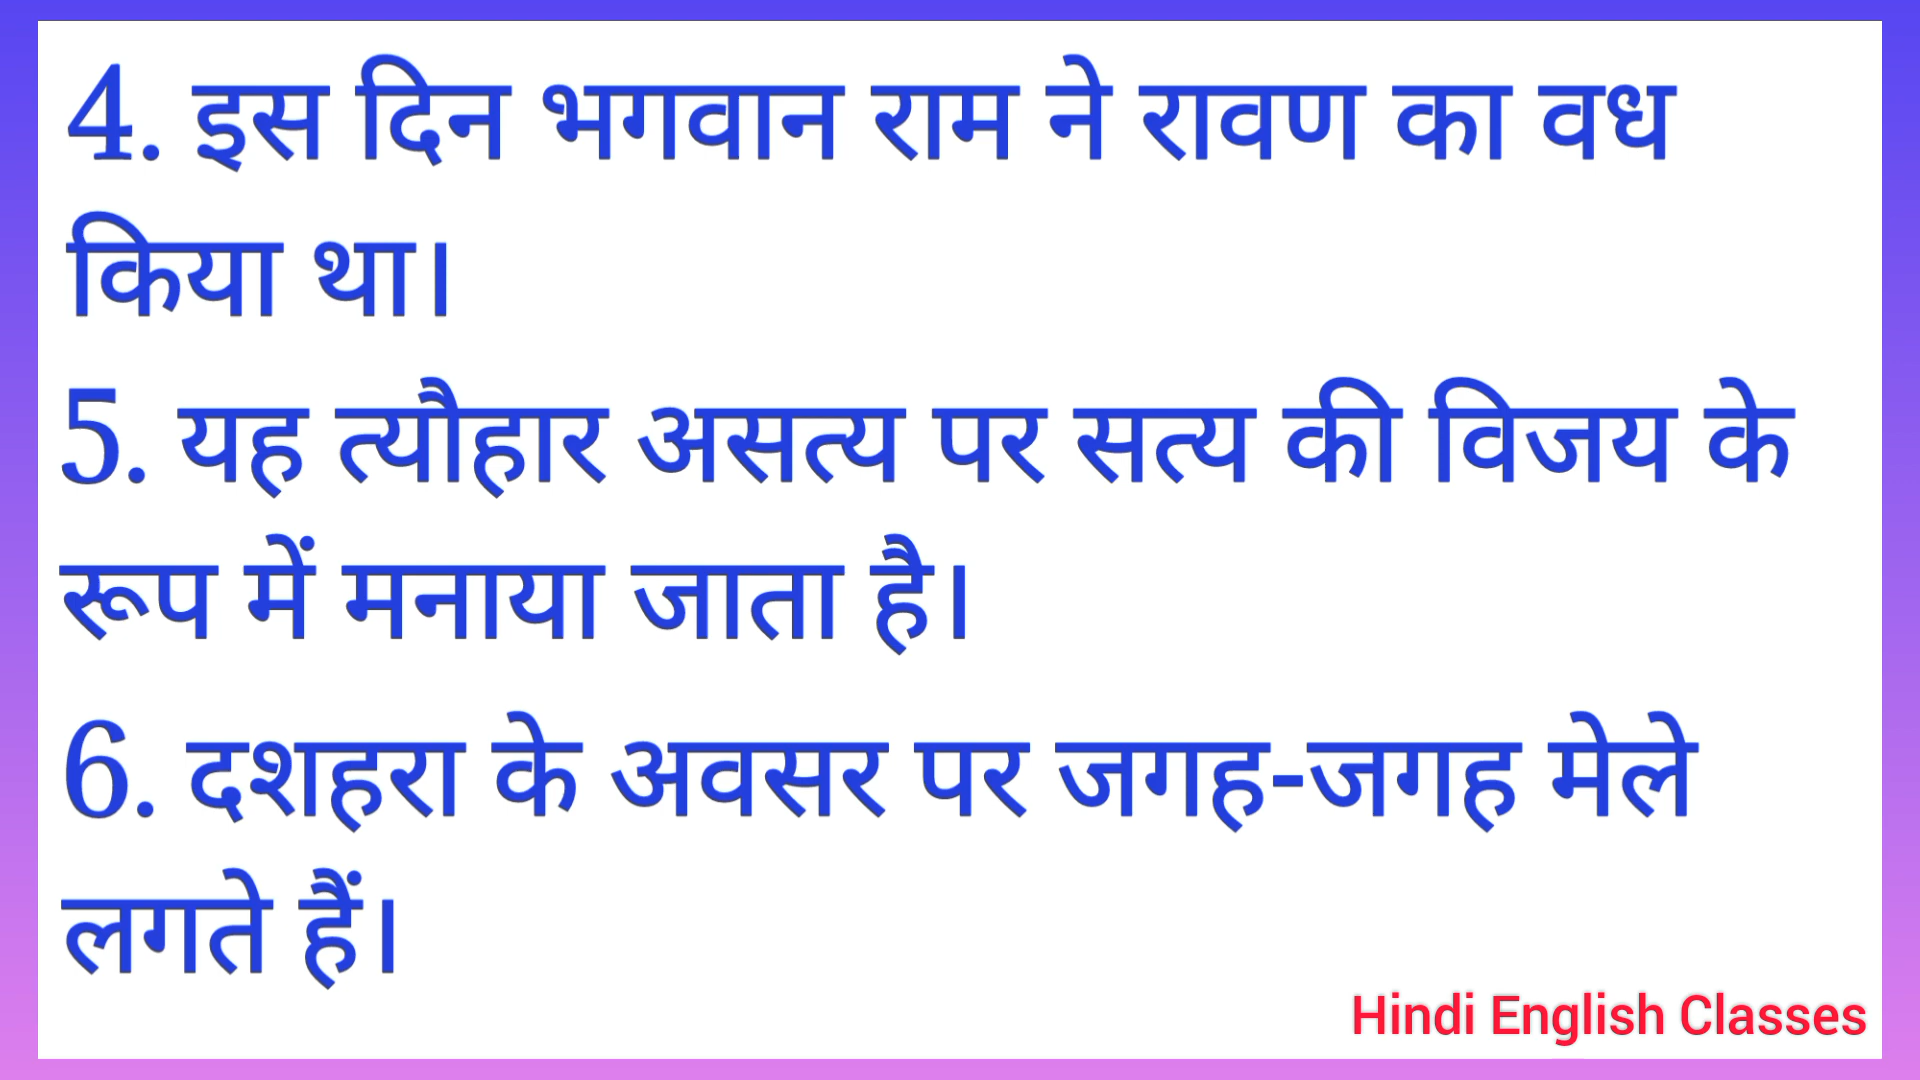 4. इस दिन भगवान राम ने रावण का वध
किया था।
5. यह त्यौहार असत्य पर सत्य की विजय के
रूप में मनाया जाता है।
6. दशहरा के अवसर पर जगह-जगह मेले
लगते हैं।
Hindi English Classes